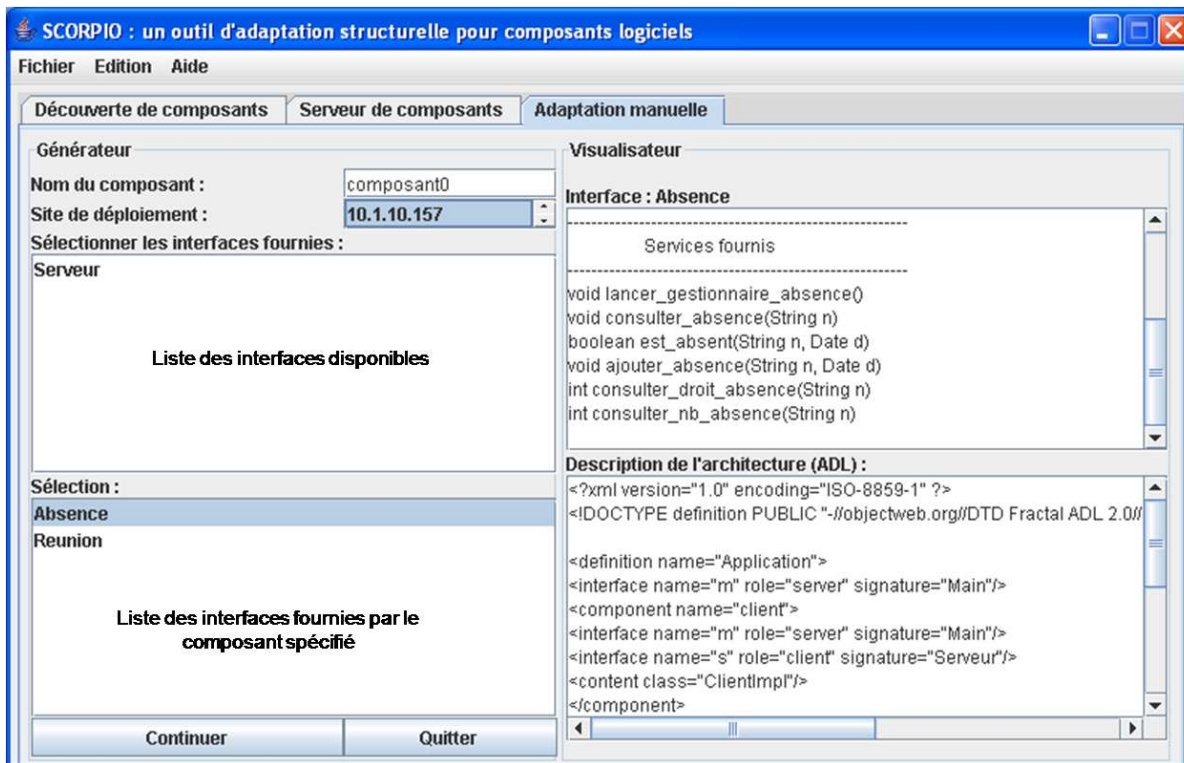 SCORPIO : un outil d'adaptation structurelle pour composants logiciels
Fichier Edition Aide
Découverte de composants Serveur de composants Adaptation manuelle
Générateur
Nom du composant : composant0
Site de déploiement : 10.1.10.157
Sélectionner les interfaces fournies :
Serveur
Liste des interfaces disponibles
Sélection :
Absence
Reunion
Liste des interfaces fournies par le
composant spécifié
Continuer Quitter
Visualisateur
Interface : Absence
--------------------------------------------------------
Services fournis
--------------------------------------------------------
void lancer_gestionnaire_absence()
void consulter_absence(String n)
boolean est_absent(String n, Date d)
void ajouter_absence(String n, Date d)
int consulter_droit_absence(String n)
int consulter_nb_absence(String n)
Description de l'architecture (ADL) :
<?xml version="1.0" encoding="ISO-8859-1" ?>
<!DOCTYPE definition PUBLIC "-//objectweb.org//DTD Fractal ADL 2.0//
<definition name="Application">
<interface name="m" role="server" signature="Main"/>
<component name="client">
<interface name="m" role="server" signature="Main"/>
<interface name="s" role="client" signature="Serveur"/>
<content class="ClientImpl"/>
</component>